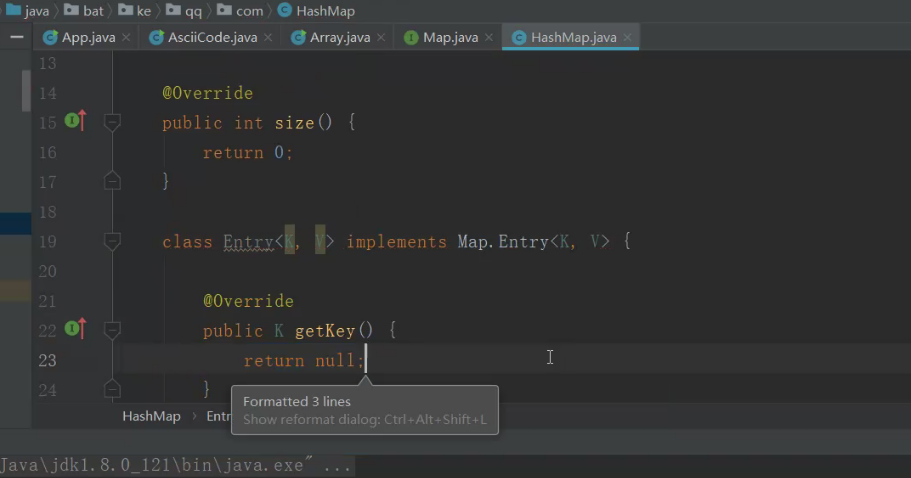 java bat ke qq com HashMap
App.java AsciiCode.java Array.java Map.java HashMap.java
13
14 @Override
15 public int size() {
16 return 0;
17 }
18
19 class Entry<K, V> implements Map.Entry<K, V> {
20
21 @Override
22 public K getKey() {
23 return null;
24 }
Formatted 3 lines
Show reformat dialog: Ctrl+Alt+Shift+L
HashMap Entr
Java\jdk1.8.0_121\bin\java.exe" ...